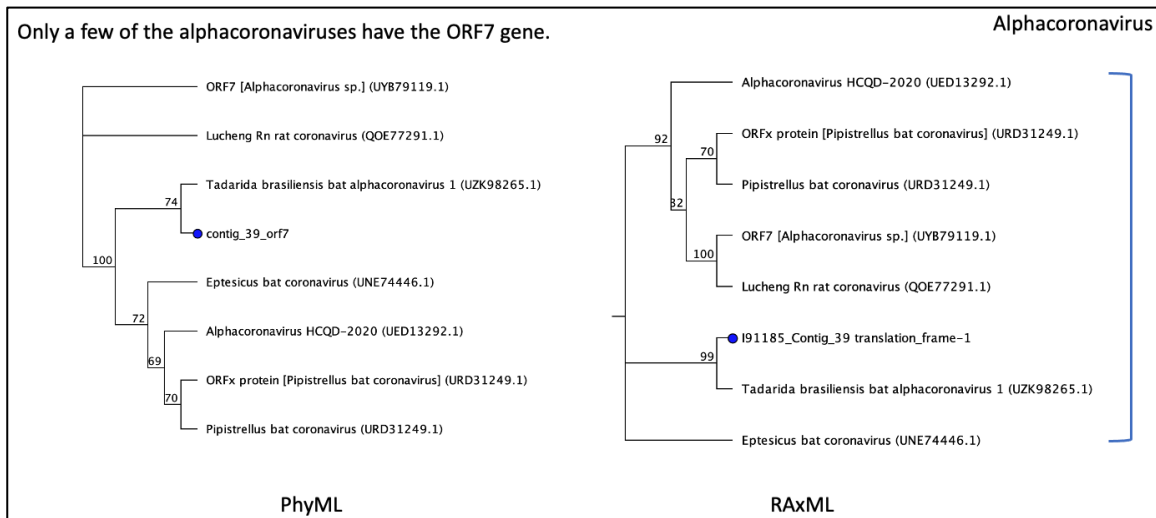 Only a few of the alphacoronaviruses have the ORF7 gene.
Alphacoronavirus
ORF7 [Alphacoronavirus sp.] (UYB79119.1)
Lucheng Rn rat coronavirus (QOE77291.1)
Tadarida brasiliensis bat alphacoronavirus 1 (UZK98265.1)
74
contig_39_orf7
100
Eptesicus bat coronavirus (UNE74446.1)
72
Alphacoronavirus HCQD-2020 (UED13292.1)
69
ORFx protein [Pipistrellus bat coronavirus] (URD31249.1)
70
Pipistrellus bat coronavirus (URD31249.1)
PhyML
Alphacoronavirus HCQD-2020 (UED13292.1)
92
ORFx protein [Pipistrellus bat coronavirus] (URD31249.1)
70
Pipistrellus bat coronavirus (URD31249.1)
32
ORF7 [Alphacoronavirus sp.] (UYB79119.1)
100
Lucheng Rn rat coronavirus (QOE77291.1)
I91185_Contig_39 translation_frame-1
99
Tadarida brasiliensis bat alphacoronavirus 1 (UZK98265.1)
Eptesicus bat coronavirus (UNE74446.1)
RAxML